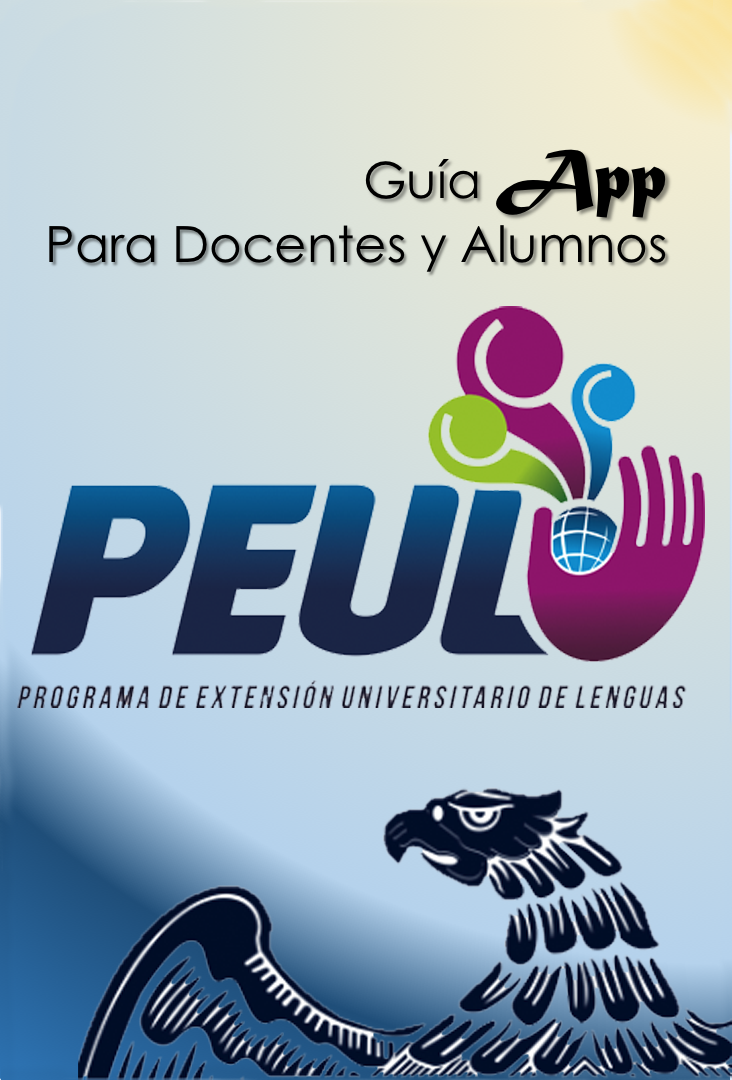 Guía App
Para Docentes y Alumnos
PEUL
PROGRAMA DE EXTENSIÓN UNIVERSITARIO DE LENGUAS